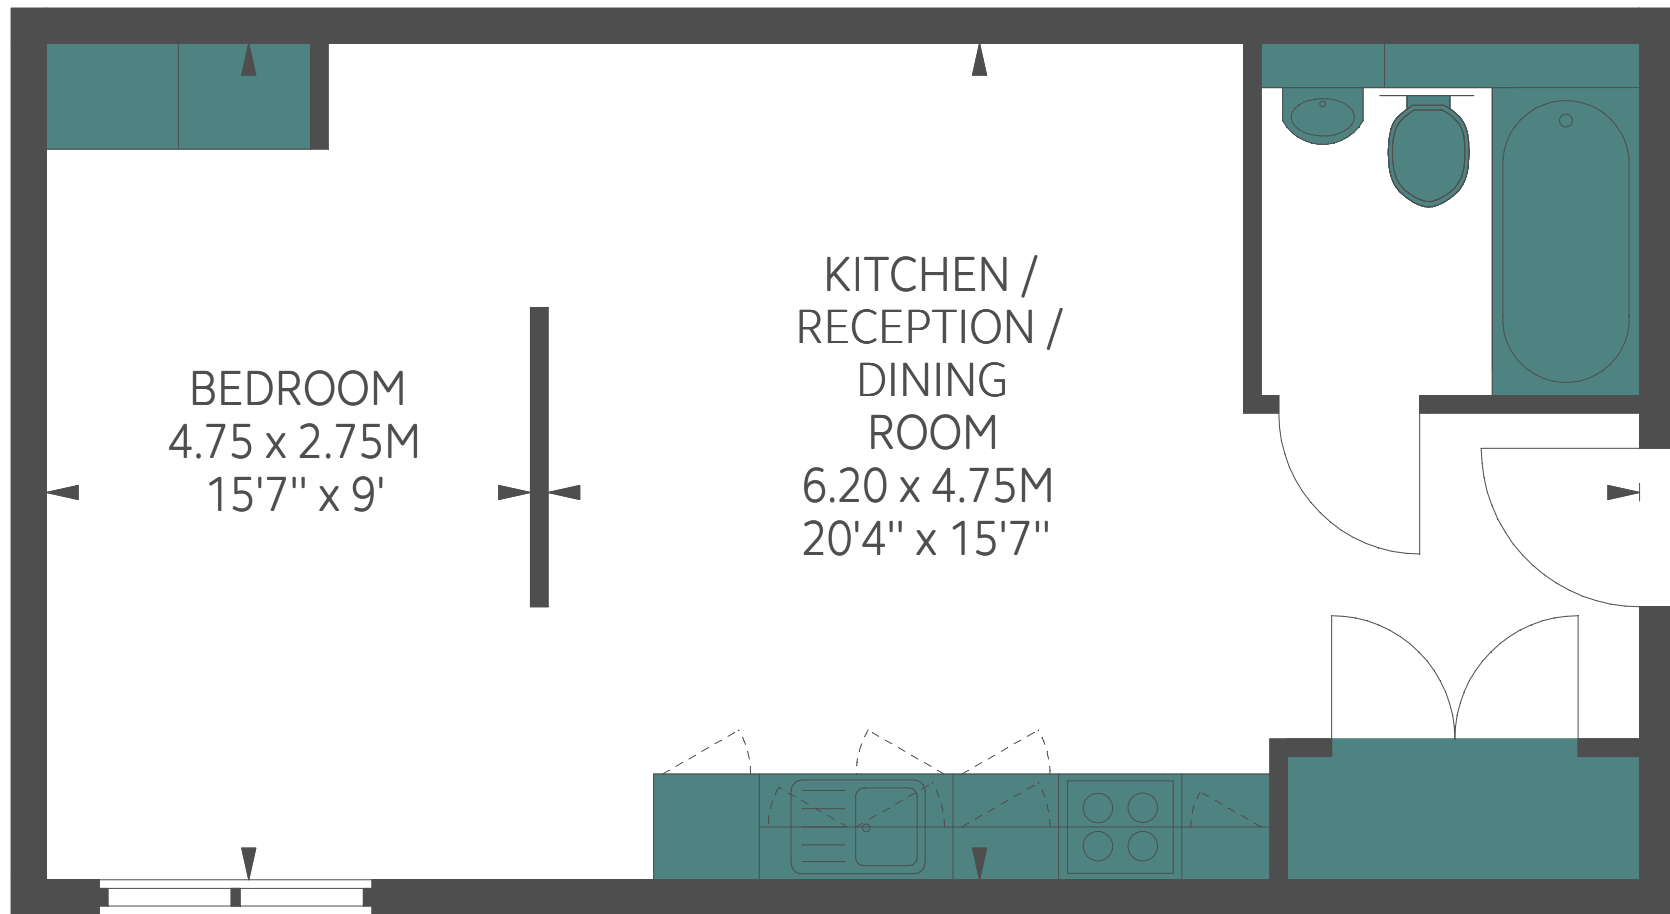 BEDROOM
4.75 x 2.75M
15'7" x 9'
KITCHEN /
RECEPTION /
DINING
ROOM
6.20 x 4.75M
20'4" x 15'7"